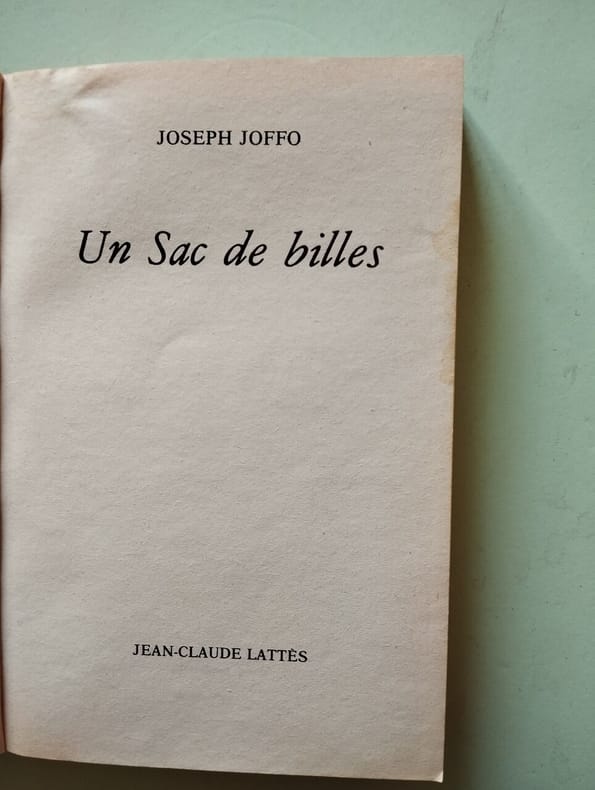 JOSEPH JOFFO
Un Sac de billes
JEAN-CLAUDE LATTÈS